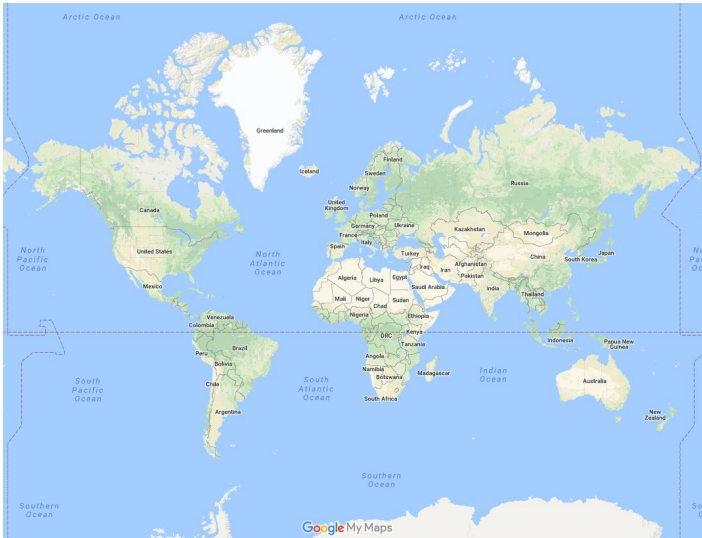 Arctic Ocean
Arctic Ocean
Greenland
Iceland
Finland
Sweden
Norway
Russia
United
Kingdom
Canada
Poland
Germany
Ukraine
France
Kazakhstan
Mongolia
Italy
Spain
United States
Turkey
North
Pacific
Ocean
North
Atlantic
Ocean
China
Japan
South Korea
Afghanistan
Iraq
Iran
Pakistan
Algeria
Libya
Egypt
Saudi Arabia
India
Mexico
Mali
Niger
Chad
Sudan
Thailand
Nigeria
Ethiopia
Venezuela
Colombia
DRC
Kenya
Tanzania
Indonesia
Papua New
Guinea
Peru
Brazil
Bolivia
Angola
Namibia
Botswana
Madagascar
Indian
Ocean
South
Pacific
Ocean
South
Atlantic
Ocean
Chile
Australia
South Africa
Argentina
New
Zealand
Southern
Ocean
Southern
Ocean
Google My Maps